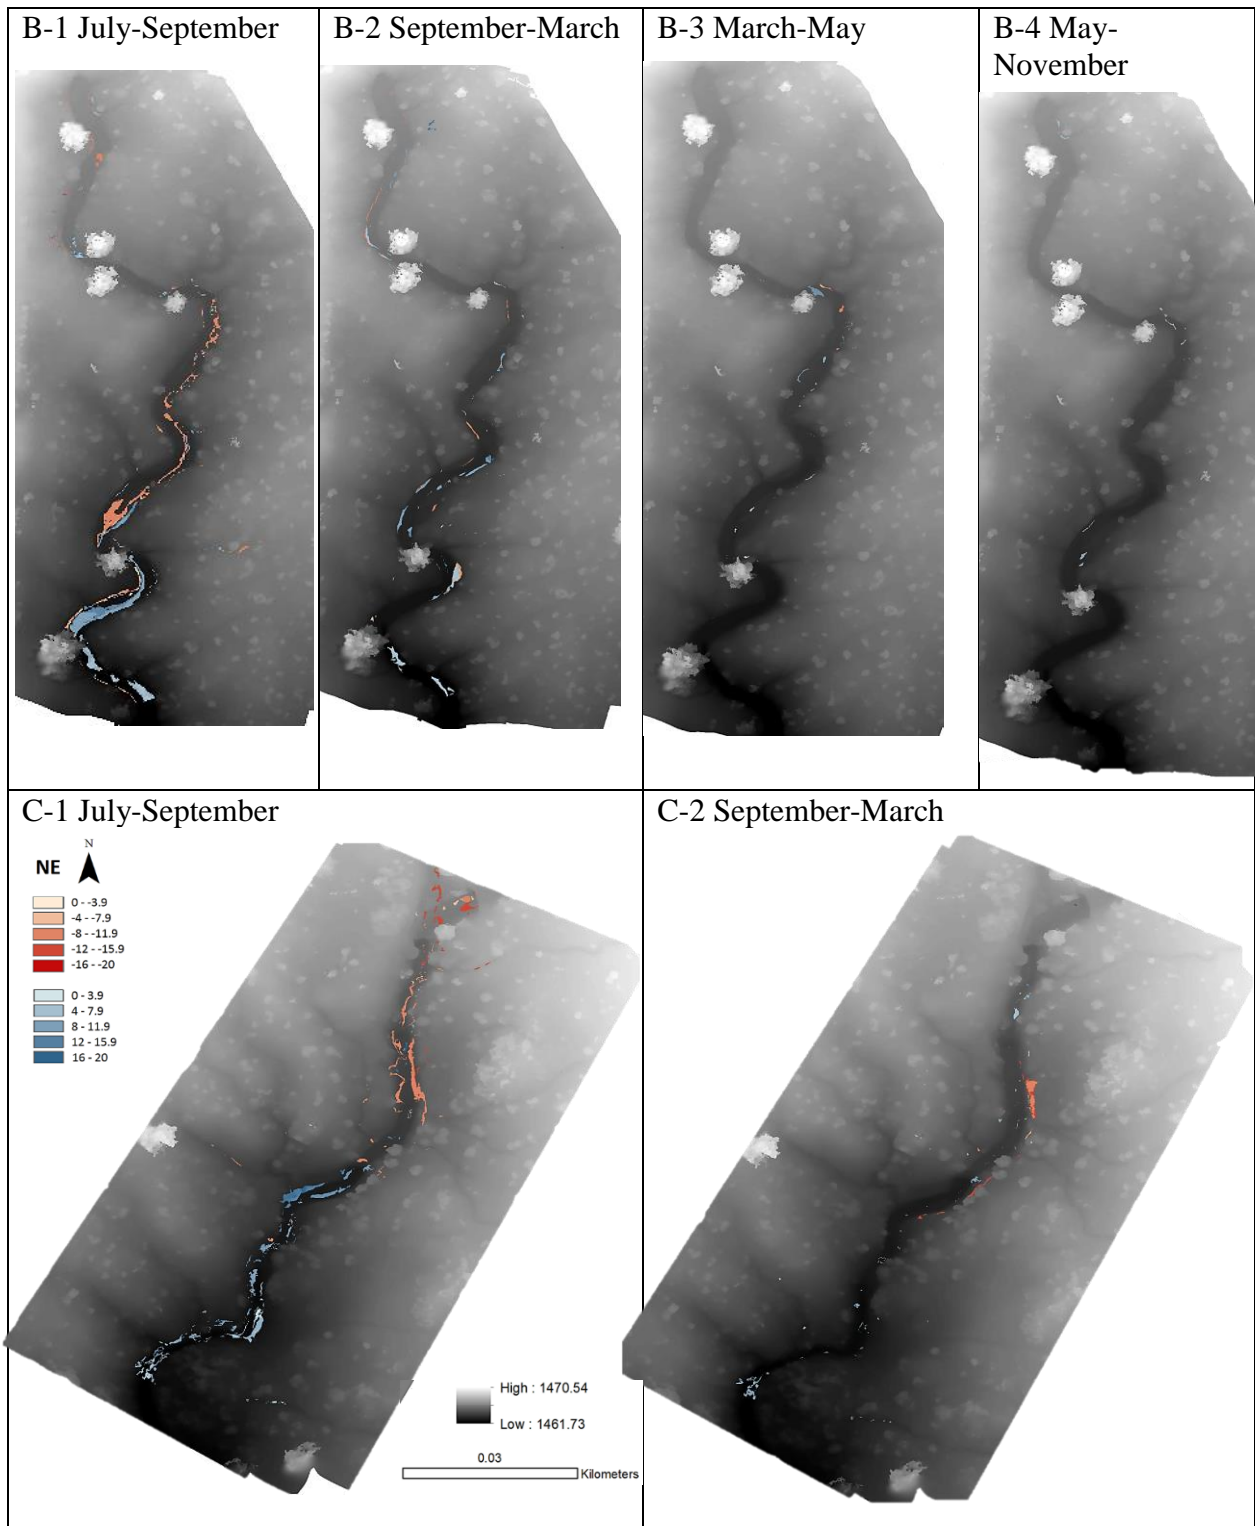 B-1 July-September
B-2 September-March
B-3 March-May
B-4 May-
November
C-1 July-September
N
NE
0 - -3.9
-4 - -7.9
-8 - -11.9
-12 - -15.9
-16 - -20
0 - 3.9
4 - 7.9
8 - 11.9
12 - 15.9
16 - 20
High : 1470.54
Low : 1461.73
0.03
Kilometers
C-2 September-March